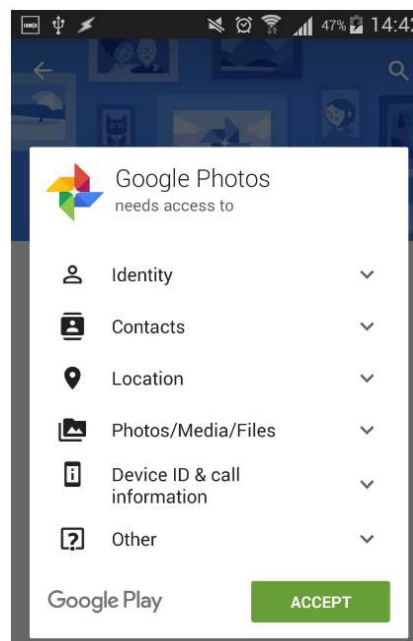 47% 14:42
Google Photos
needs access to
Identity
Contacts
Location
Photos/Media/Files
Device ID & call
information
Other
Google Play
ACCEPT